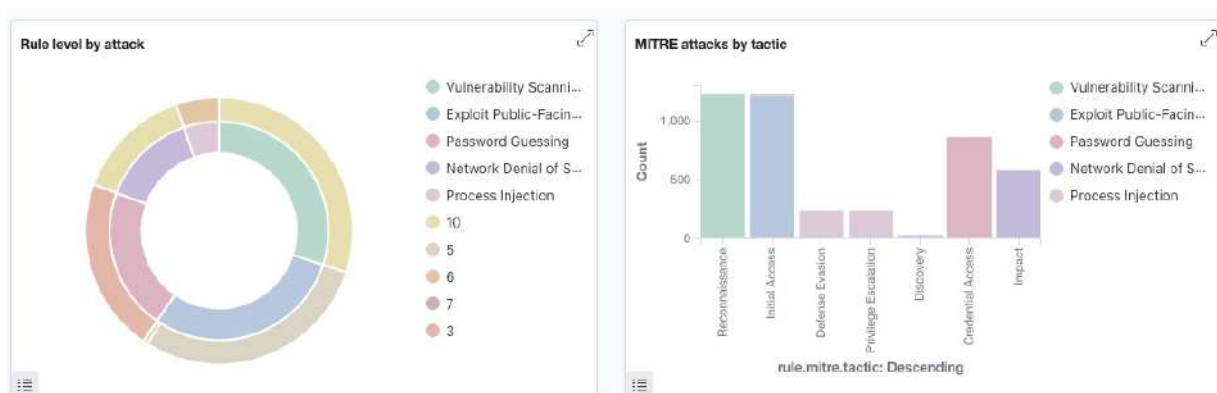 Rule level by attack
Vulnerability Scanni...
Exploit Public-Facin...
Password Guessing
Network Denial of S...
Process Injection
10
5
6
7
3
MITRE attacks by tactic
Count
1,000
500
0
Reconnaissance
Initial Access
Defense Evasion
Privilege Escalation
Discovery
Credential Access
Impact
rule.mitre.tactic: Descending
Vulnerability Scanni...
Exploit Public-Facin...
Password Guessing
Network Denial of S...
Process Injection